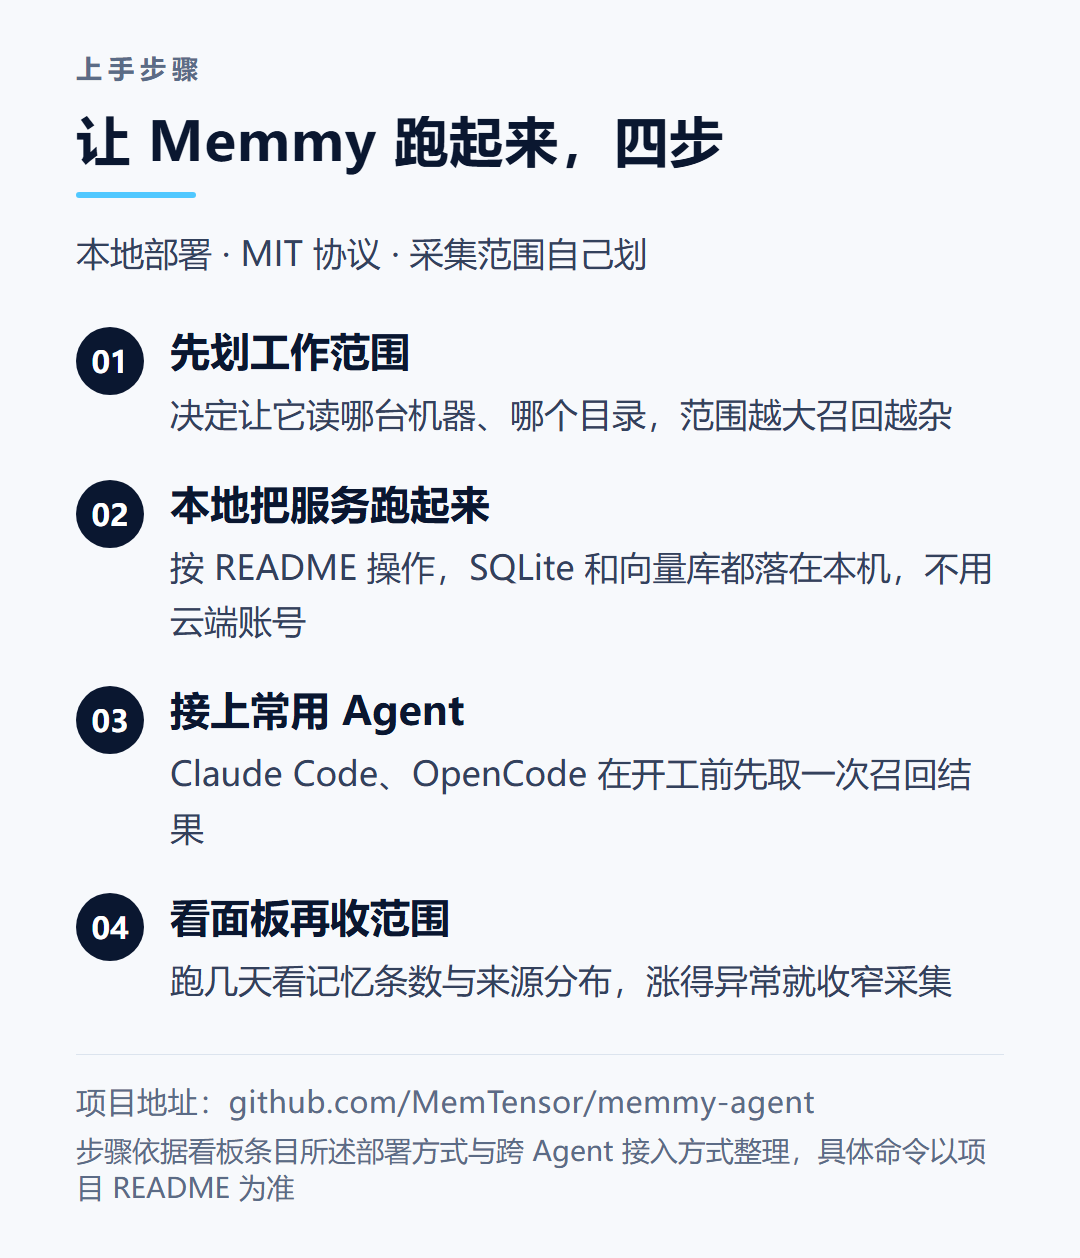 上手步骤
让 Memmy 跑起来，四步
本地部署 · MIT 协议 · 采集范围自己划
01
先划工作范围
决定让它读哪台机器、哪个目录，范围越大召回越杂
02
本地把服务跑起来
按 README 操作，SQLite 和向量库都落在本机，不用
云端账号
03
接上常用 Agent
Claude Code、OpenCode 在开工前先取一次召回结
果
04
看面板再收范围
跑几天看记忆条数与来源分布，涨得异常就收窄采集
项目地址：github.com/MemTensor/memmy-agent
步骤依据看板条目所述部署方式与跨 Agent 接入方式整理，具体命令以项
目 README 为准